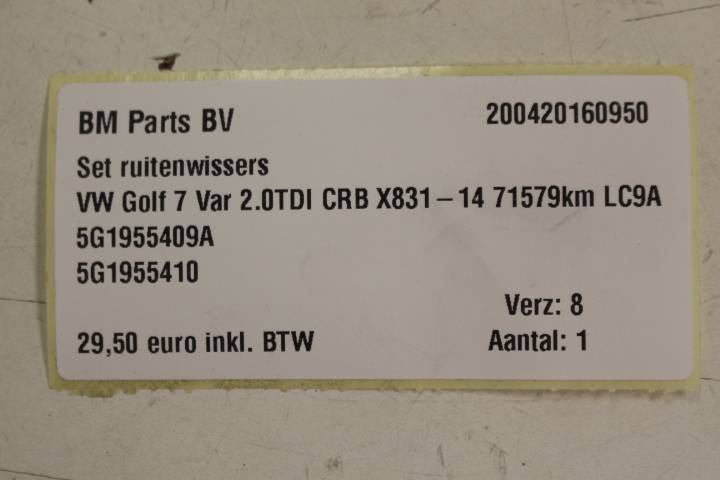 BM Parts BV 200420160950
Set ruitenwissers
VW Golf 7 Var 2.0TDI CRB X831-14 71579km LC9A
5G1955409A
5G1955410
Verz: 8
29,50 euro inkl. BTW Aantal: 1